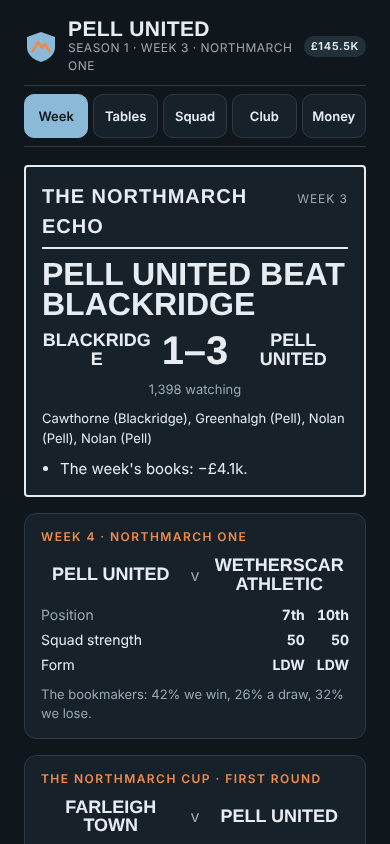 PELL UNITED
SEASON 1 · WEEK 3 · NORTHMARCH
ONE
£145.5K
Week Tables Squad Club Money
THE NORTHMARCH
ECHO
WEEK 3
PELL UNITED BEAT
BLACKRIDGE
BLACKRIDG
E
1–3
PELL
UNITED
1,398 watching
Cawthorne (Blackridge), Greenhalgh (Pell), Nolan
(Pell), Nolan (Pell)
• The week's books: −£4.1k.
WEEK 4 · NORTHMARCH ONE
PELL UNITED
v
WETHERSCAR
ATHLETIC
Position 7th 10th
Squad strength 50 50
Form LDW LDW
The bookmakers: 42% we win, 26% a draw, 32%
we lose.
THE NORTHMARCH CUP · FIRST ROUND
FARLEIGH
TOWN
v
PELL UNITED